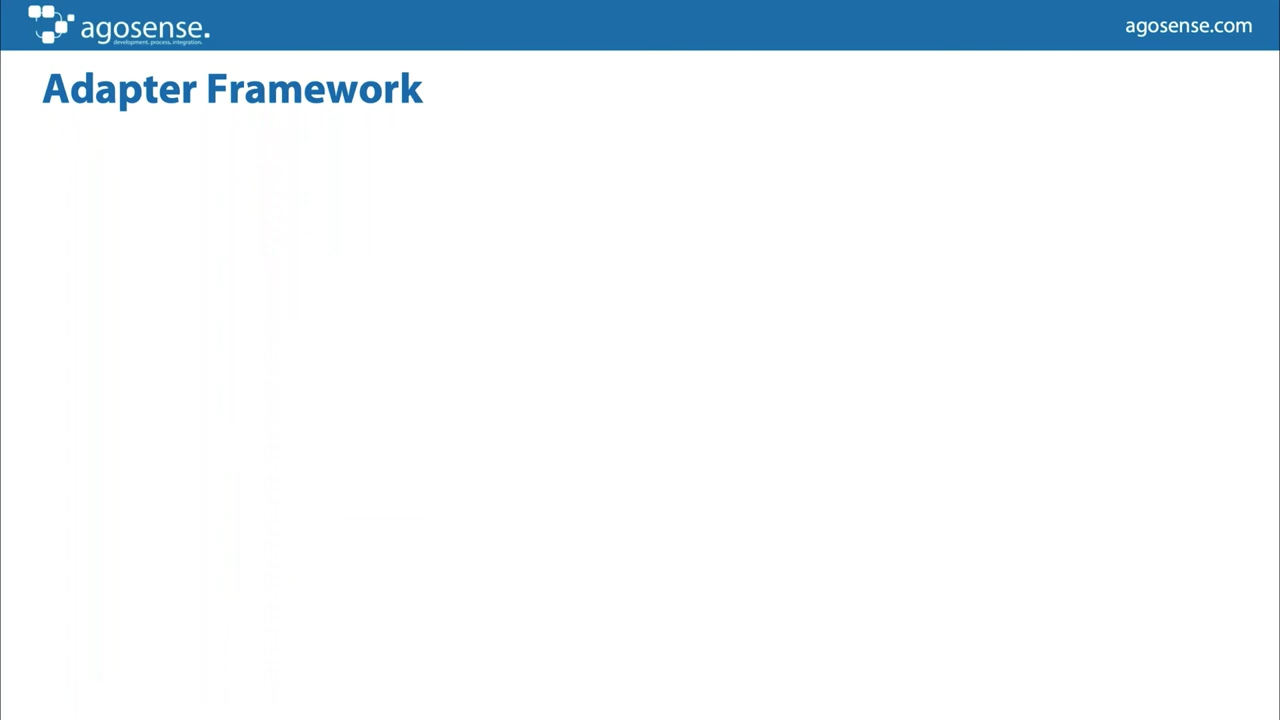 agosense.
development. process. integration.
agosense.com
Adapter Framework